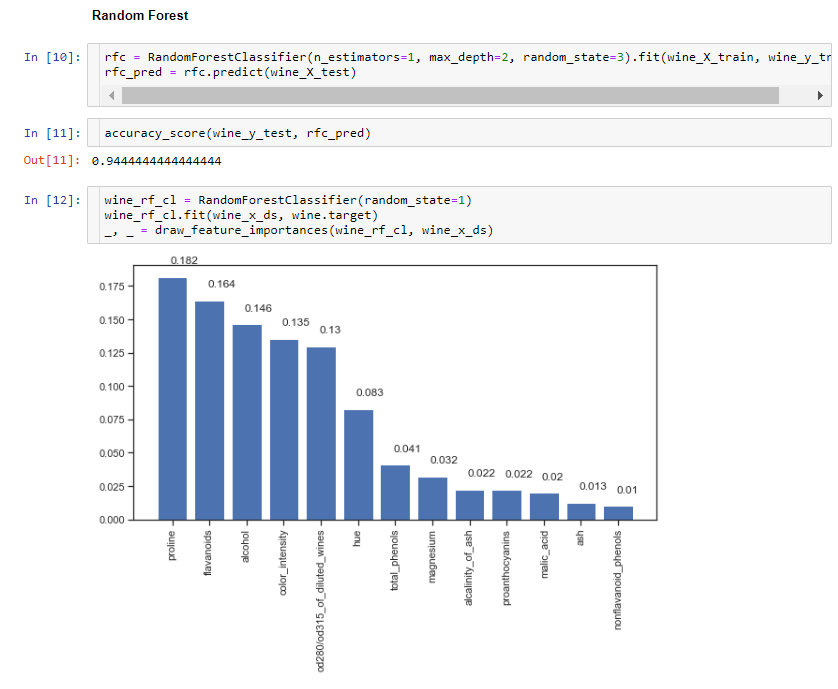 Random Forest
In [10]:
rfc = RandomForestClassifier(n_estimators=1, max_depth=2, random_state=3).fit(wine_X_train, wine_y_tr
rfc_pred = rfc.predict(wine_X_test)
In [11]:
accuracy_score(wine_y_test, rfc_pred)
Out[11]:
0.9444444444444444
In [12]:
wine_rf_cl = RandomForestClassifier(random_state=1)
wine_rf_cl.fit(wine_x_ds, wine.target)
_, _ = draw_feature_importances(wine_rf_cl, wine_x_ds)
0.182
0.164
0.146
0.135
0.13
0.083
0.041
0.032
0.022
0.022
0.02
0.013
0.01
0.175
0.150
0.125
0.100
0.075
0.050
0.025
0.000
proline
flavanoids
alcohol
color_intensity
od280/od315_of_diluted_wines
hue
total_phenols
magnesium
alcalinity_of_ash
proanthocyanins
malic_acid
ash
nonflavanoid_phenols